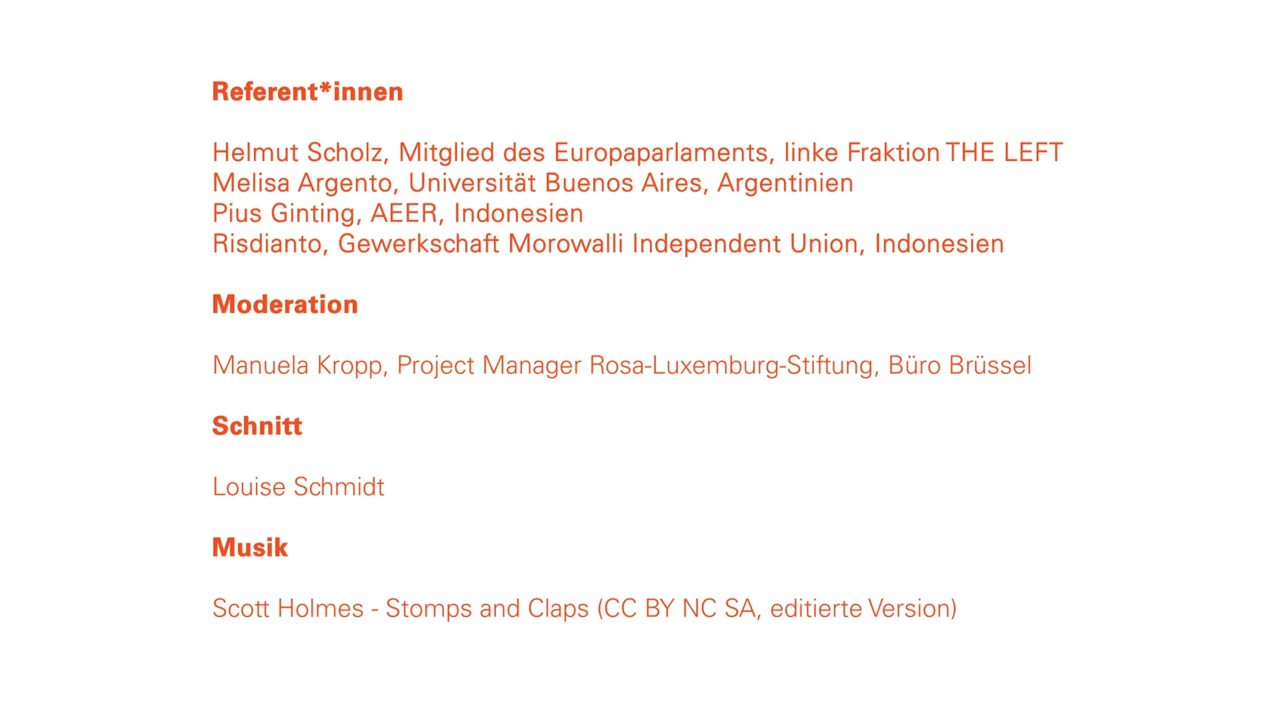 Referent*innen
Helmut Scholz, Mitglied des Europaparlaments, linke Fraktion THE LEFT
Melisa Argento, Universität Buenos Aires, Argentinien
Pius Ginting, AEER, Indonesien
Risdianto, Gewerkschaft Morowalli Independent Union, Indonesien
Moderation
Manuela Kropp, Project Manager Rosa-Luxemburg-Stiftung, Büro Brüssel
Schnitt
Louise Schmidt
Musik
Scott Holmes - Stomps and Claps (CC BY NC SA, editierte Version)